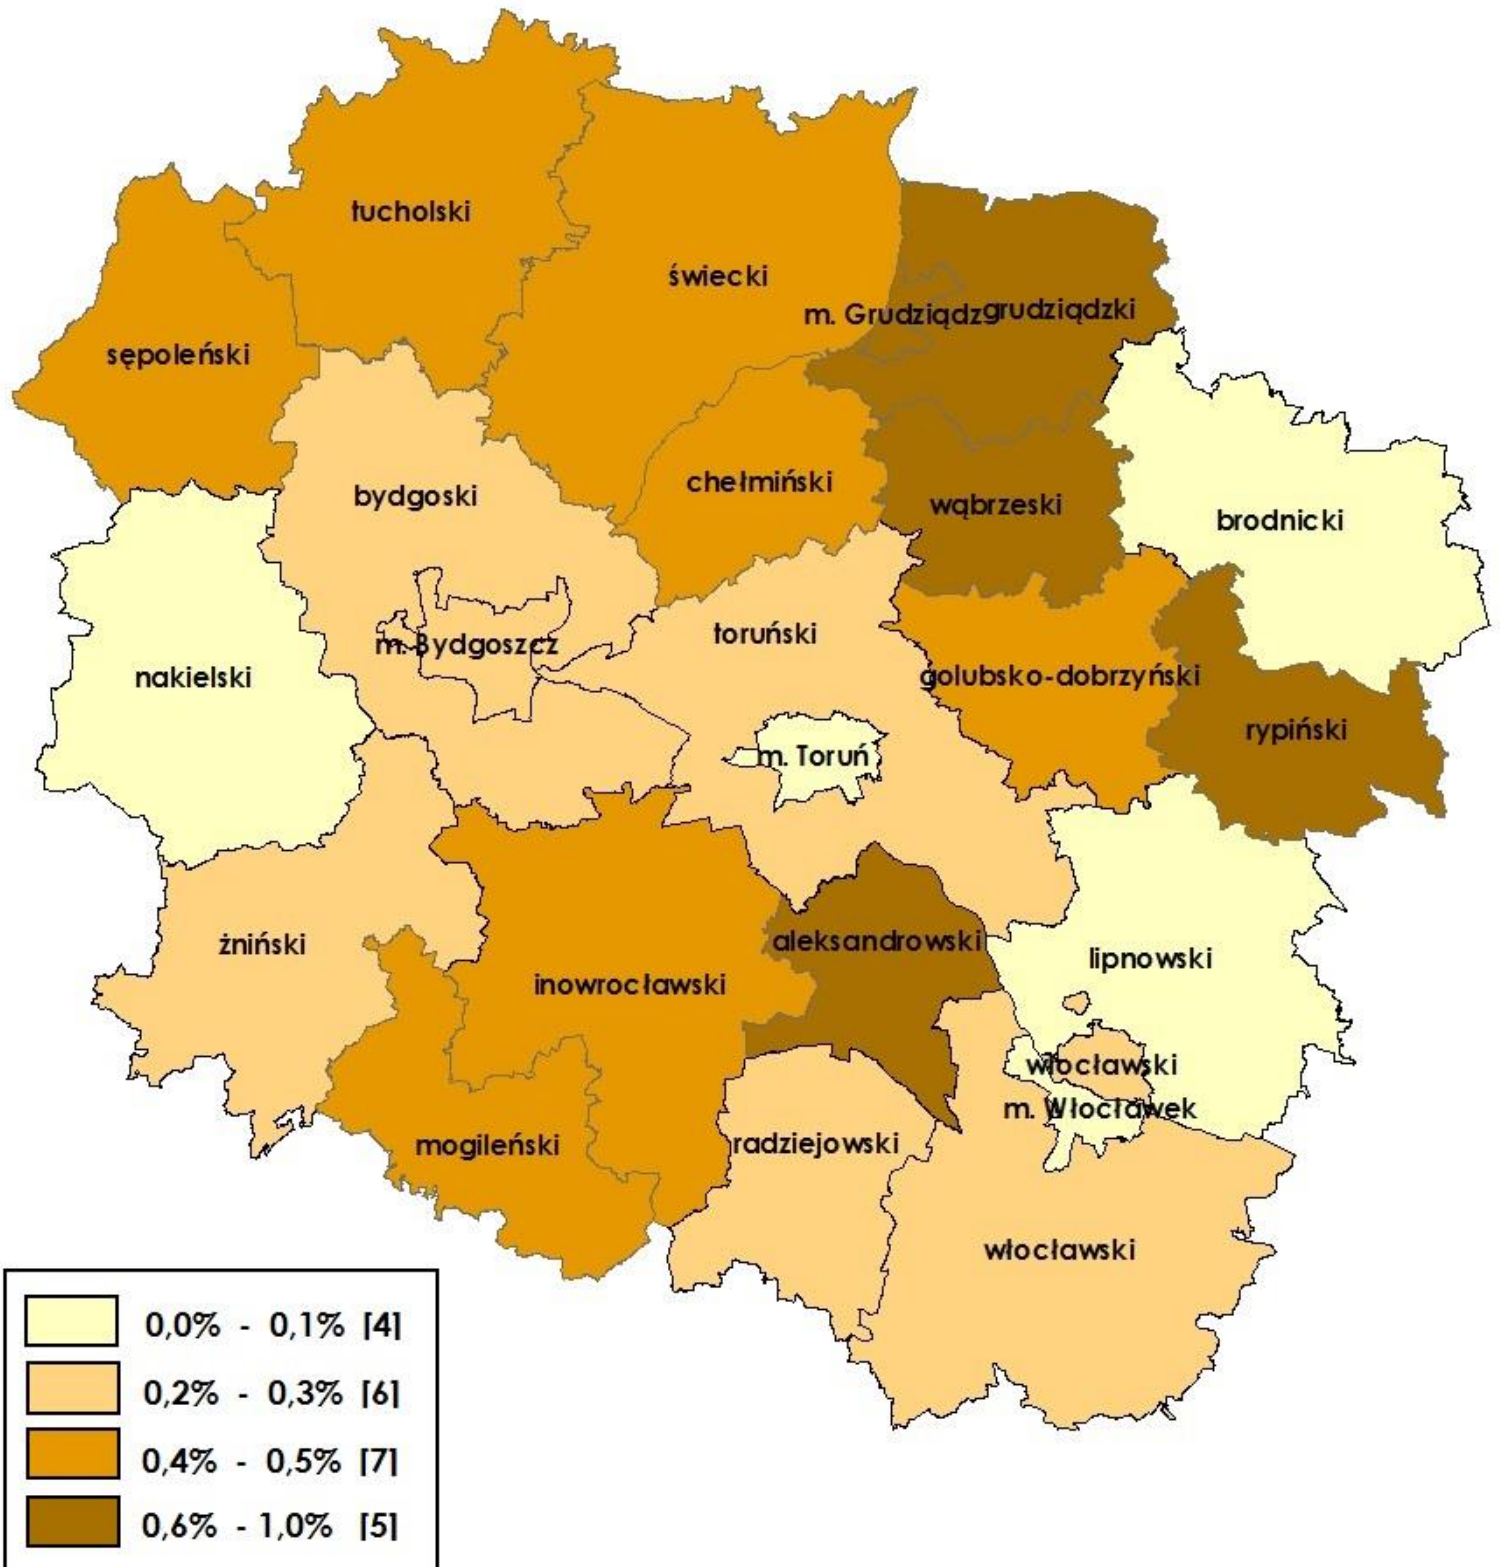 tucholski
świecki
m. Grudziądz
grudziądzki
sępoleński
chełmiński
bydgoski
wąbrzeski
brodnicki
toruński
m. Bydgoszcz
nakielski
golubsko-dobrzyński
rypiński
m. Toruń
żniński
aleksandrowski
lipnowski
inowrocławski
włocławski
m. Włocławek
mogileński
radziejowski
włocławski
0,0% - 0,1% [4]
0,2% - 0,3% [6]
0,4% - 0,5% [7]
0,6% - 1,0% [5]